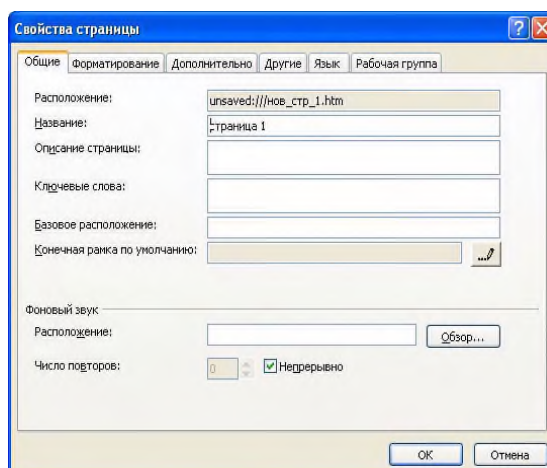 Свойства страницы
Общие Форматирование Дополнительно Другие Язык Рабочая группа
Расположение: unsaved:///нов_стр_1.htm
Название: Страница 1
Описание страницы:
Ключевые слова:
Базовое расположение:
Конечная рамка по умолчанию:
Фоновый звук
Расположение: Обзор...
Число повторов: 0 Непрерывно
ОК Отмена